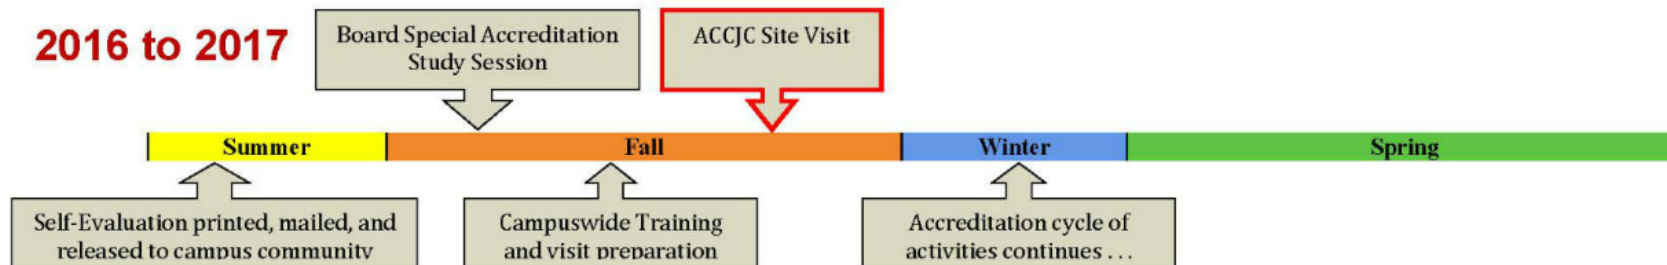 2016 to 2017
Board Special Accreditation
Study Session
ACCJC Site Visit
Summer
Fall
Winter
Spring
Self-Evaluation printed, mailed, and
released to campus community
Campuswide Training
and visit preparation
Accreditation cycle of
activities continues . . .